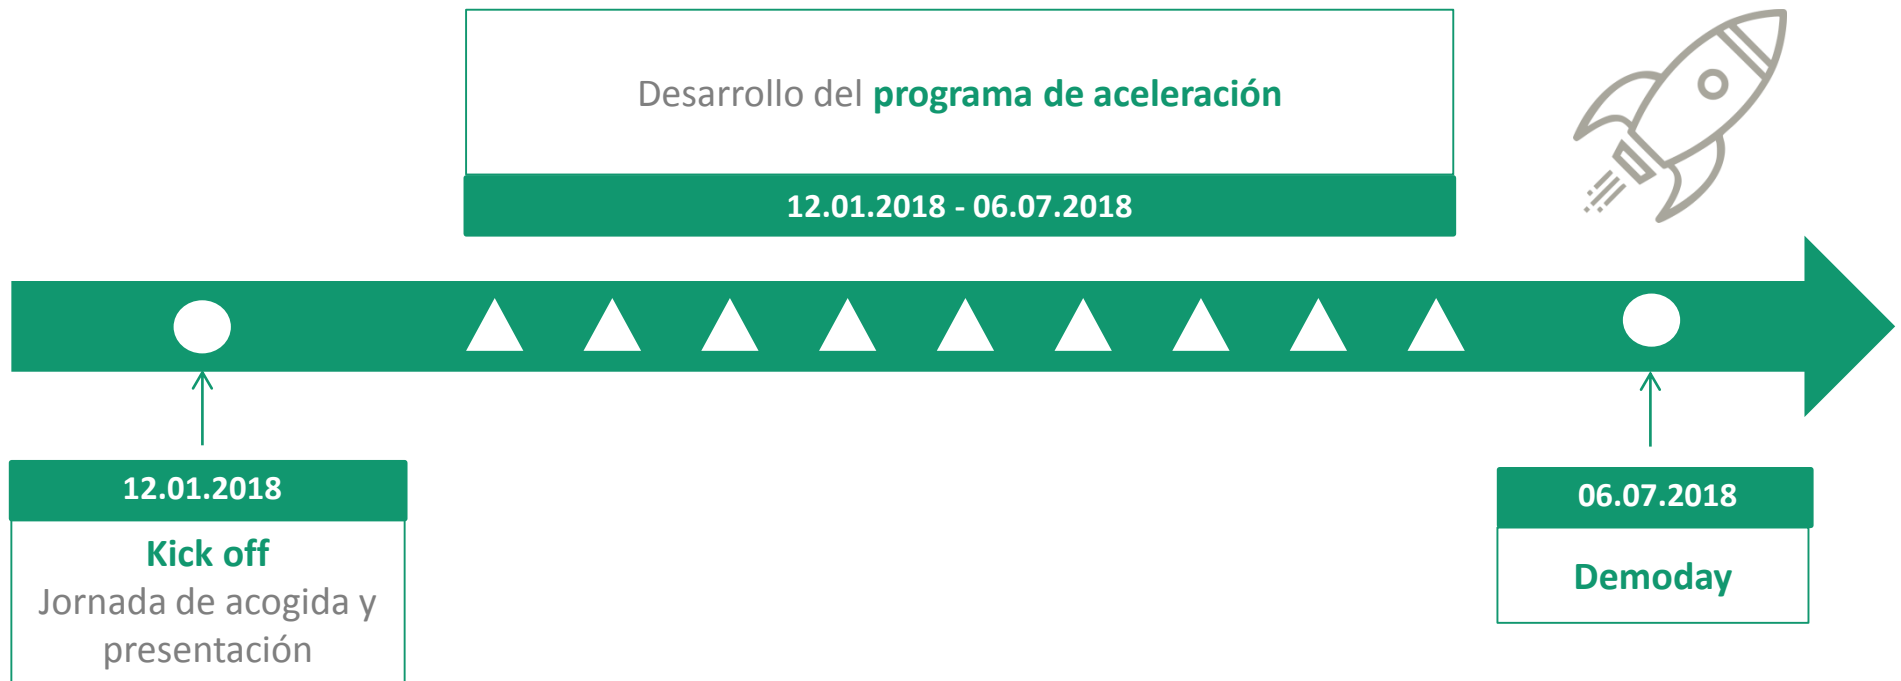 Desarrollo del programa de aceleración
12.01.2018 - 06.07.2018
12.01.2018
Kick off
Jornada de acogida y
presentación
06.07.2018
Demoday